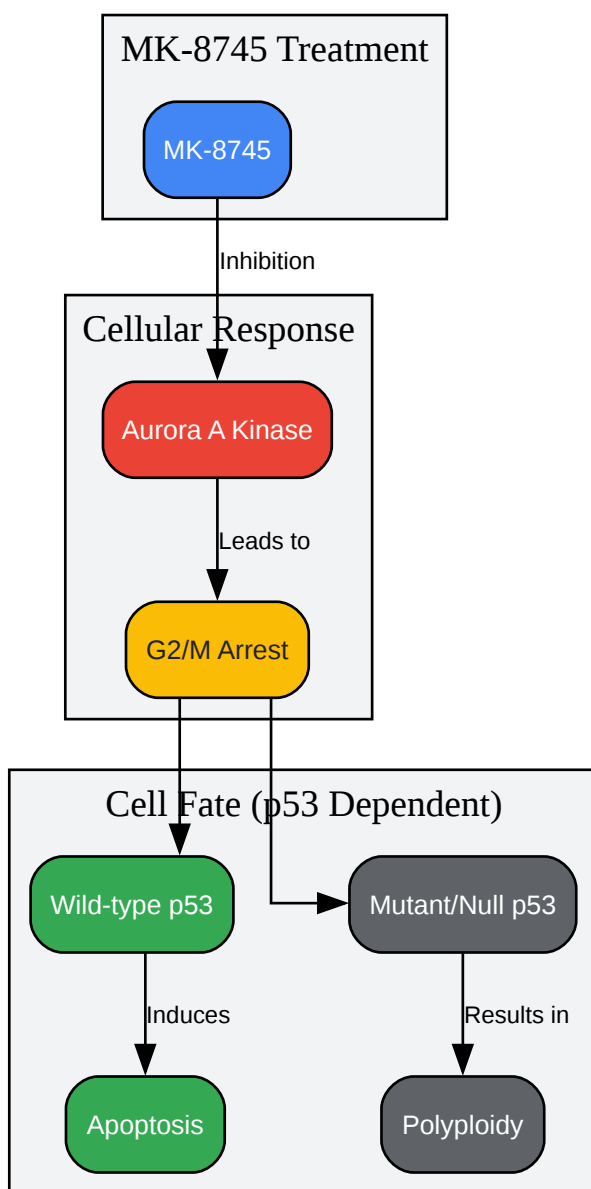 MK-8745 Treatment
MK-8745
Inhibition
Cellular Response
Aurora A Kinase
Leads to
G2/M Arrest
Cell Fate (p53 Dependent)
Wild-type p53
Mutant/Null p53
Induces
Results in
Apoptosis
Polyploidy